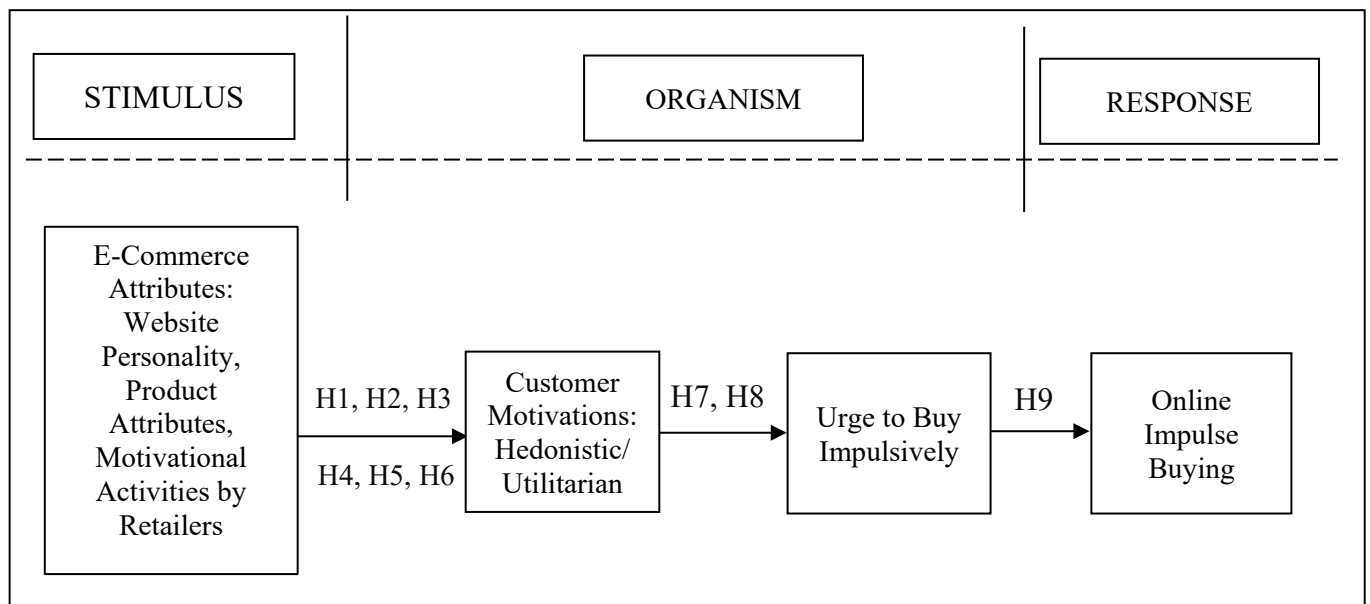 STIMULUS
ORGANISM
RESPONSE
E-Commerce
Attributes:
Website
Personality,
Product
Attributes,
Motivational
Activities by
Retailers
H1, H2, H3
H4, H5, H6
Customer
Motivations:
Hedonistic/
Utilitarian
H7, H8
Urge to Buy
Impulsively
H9
Online
Impulse
Buying